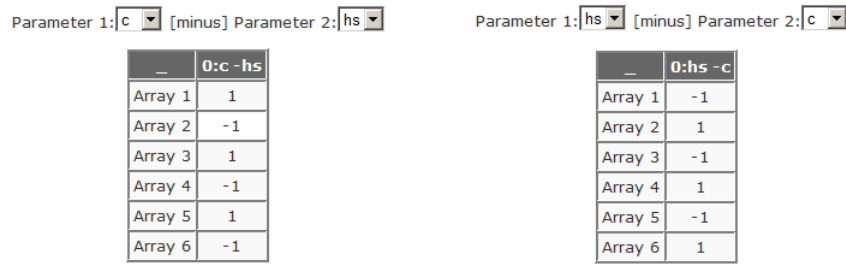 Parameter 1: c [minus] Parameter 2: hs
_ 0:c -hs
Array 1 1
Array 2 -1
Array 3 1
Array 4 -1
Array 5 1
Array 6 -1
Parameter 1: hs [minus] Parameter 2: c
_ 0:hs -c
Array 1 -1
Array 2 1
Array 3 -1
Array 4 1
Array 5 -1
Array 6 1